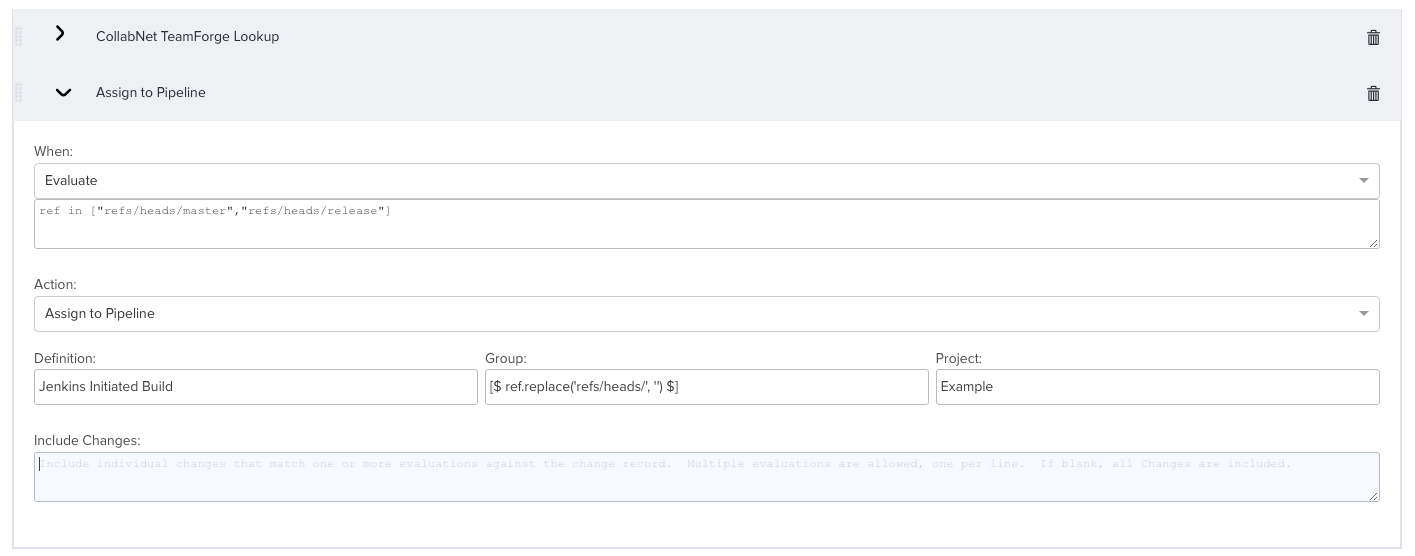 CollabNet TeamForge Lookup
Assign to Pipeline
When:
Evaluate
ref in ["refs/heads/master","refs/heads/release"]
Action:
Assign to Pipeline
Definition: Group: Project:
Jenkins Initiated Build [$ ref.replace('refs/heads/', '') $] Example
Include Changes:
Include individual changes that match one or more evaluations against the change record.  Multiple evaluations are allowed, one per line.  If blank, all Changes are included.